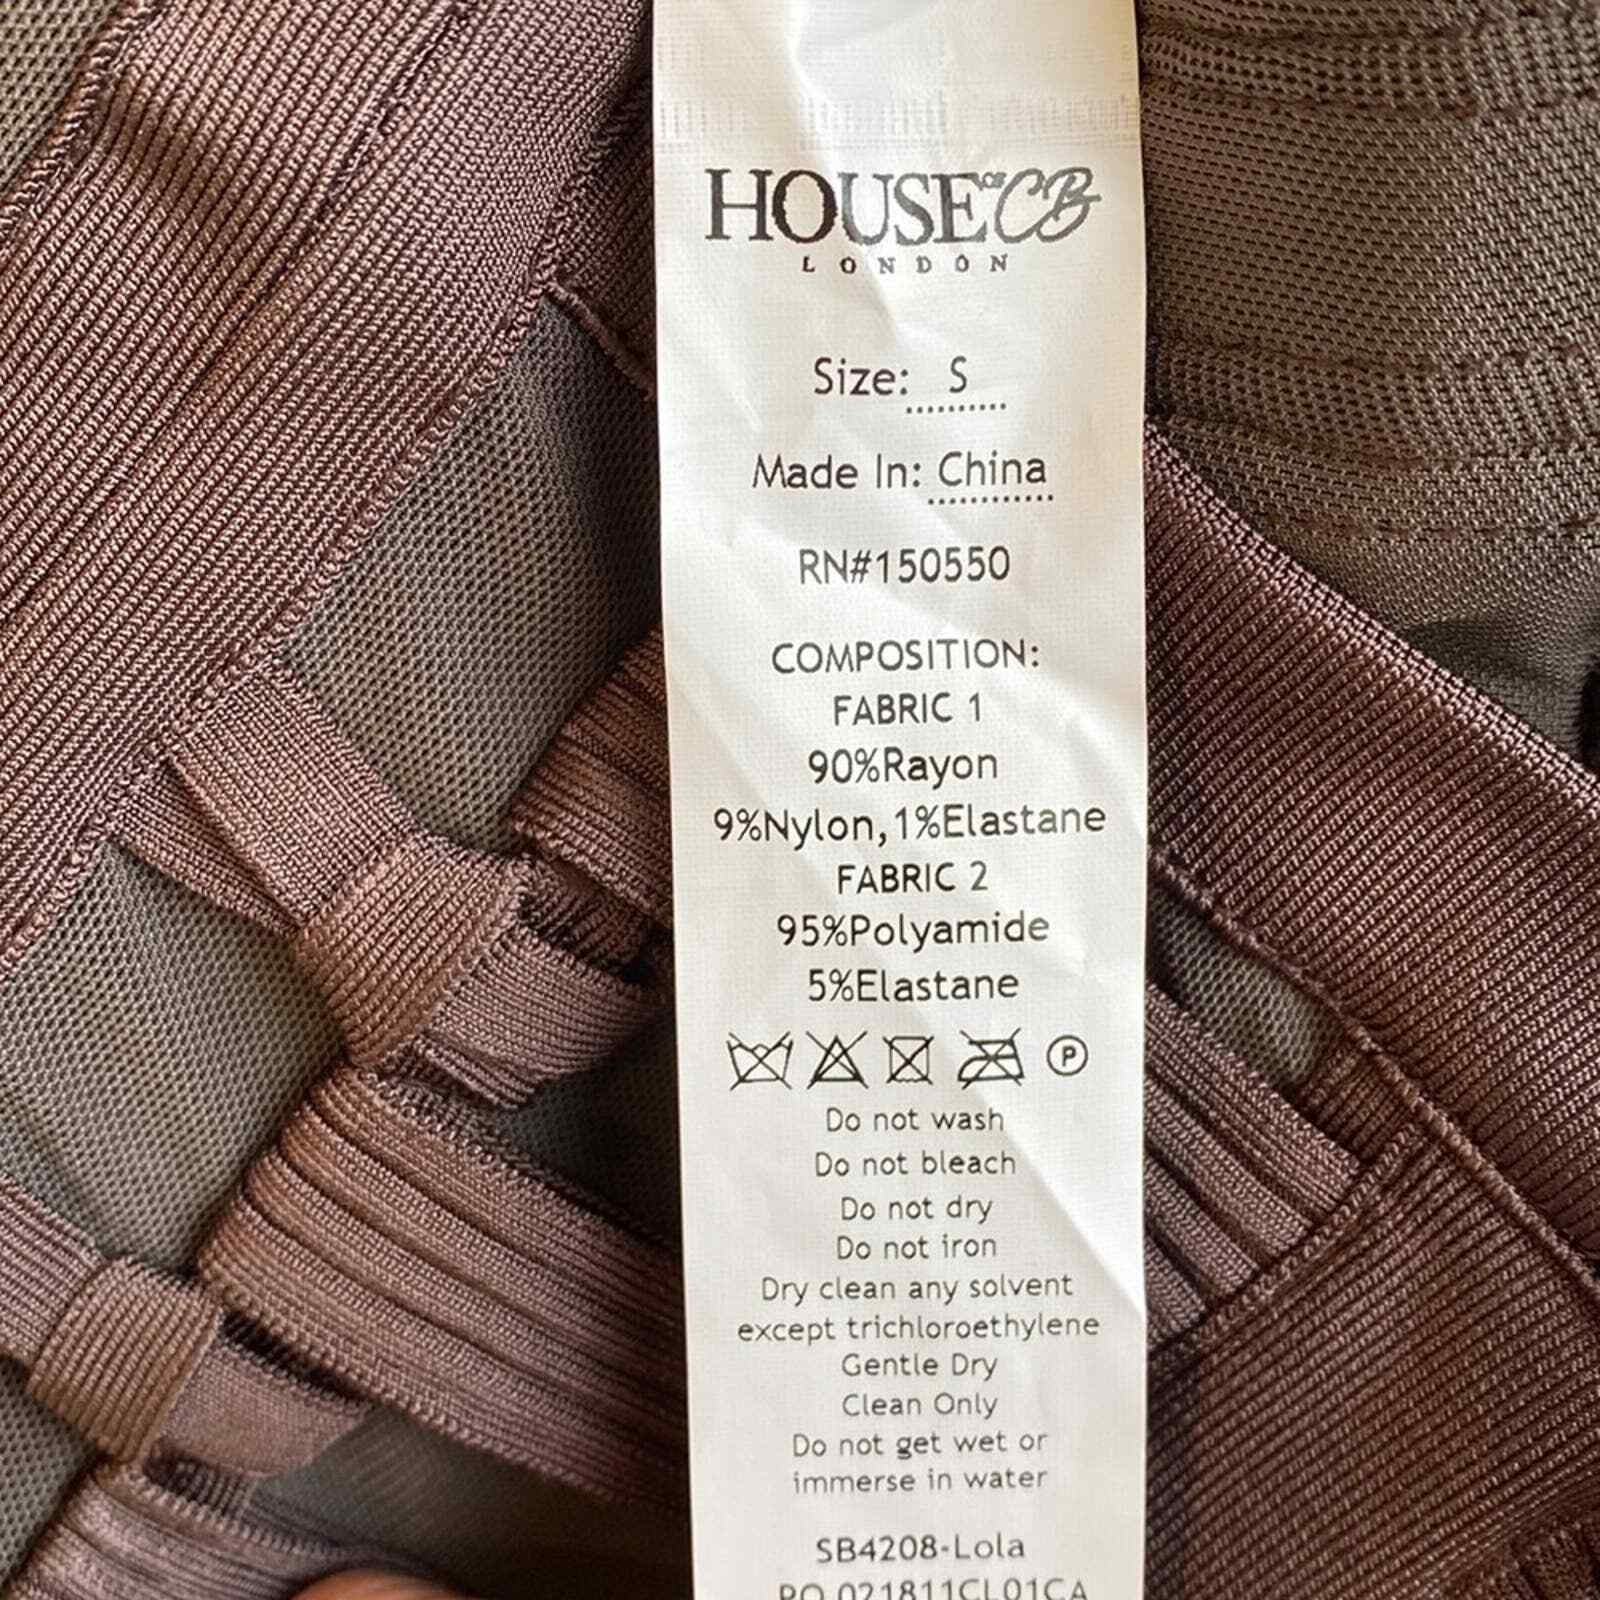 HOUSE OF CB
LONDON
Size: S
Made In: China
RN#150550
COMPOSITION:
FABRIC 1
90%Rayon
9%Nylon,1%Elastane
FABRIC 2
95%Polyamide
5%Elastane
P
Do not wash
Do not bleach
Do not dry
Do not iron
Dry clean any solvent
except trichloroethylene
Gentle Dry
Clean Only
Do not get wet or
immerse in water
SB4208-Lola
PO 021811CL01CA